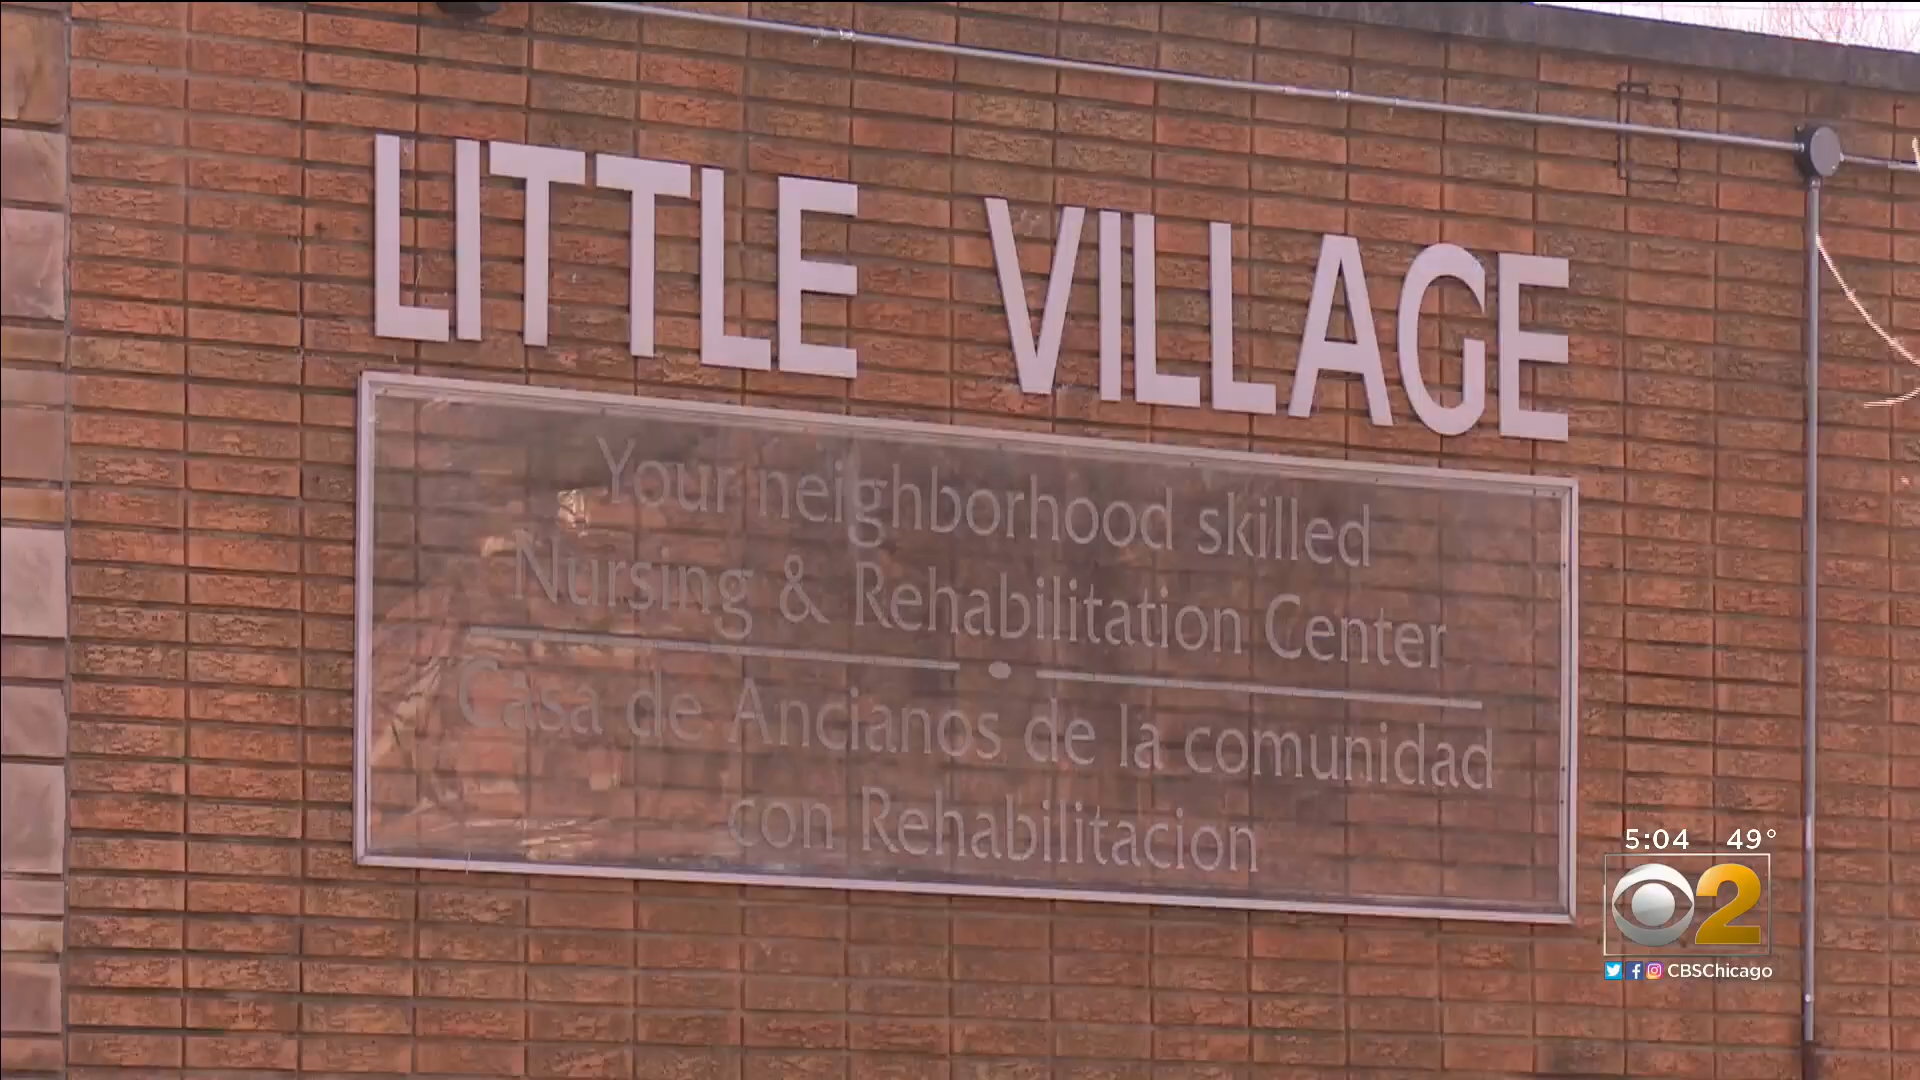 LITTLE VILLAGE
Your neighborhood skilled
Nursing & Rehabilitation Center
Casa de Ancianos de la comunidad
con Rehabilitacion
5:04 49°
2
CBSChicago